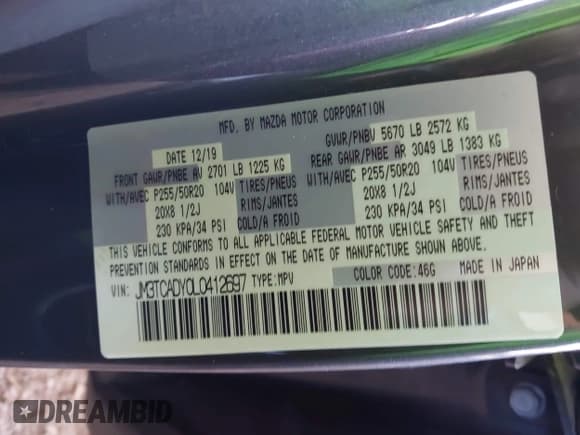 MFD. BY MAZDA MOTOR CORPORATION
DATE 12/19
GVWR/PNBV 5670 LB 2572 KG
FRONT GAWR/PNBE AV 2701 LB 1225 KG
REAR GAWR/PNBE AR 3049 LB 1383 KG
WITH/AVEC P255/50R20 104V TIRES/PNEUS
WITH/AVEC P255/50R20 104V TIRES/PNEUS
20X8 1/2J RIMS/JANTES
20X8 1/2J RIMS/JANTES
230 KPA/34 PSI COLD/A FROID
230 KPA/34 PSI COLD/A FROID
THIS VEHICLE CONFORMS TO ALL APPLICABLE FEDERAL MOTOR VEHICLE SAFETY AND THEFT
PREVENTION STANDARDS IN EFFECT ON THE DATE OF MANUFACTURE SHOWN ABOVE.
VIN: JM3TCADY0L0412697 TYPE:MPV
COLOR CODE:46G MADE IN JAPAN
DREAMBID